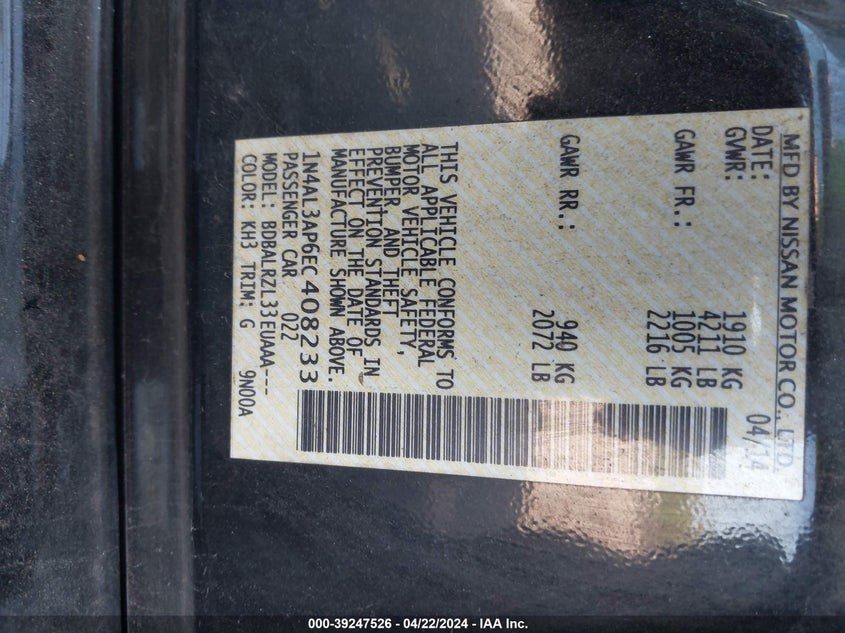 MFD BY NISSAN MOTOR CO., LTD.
DATE: 04/14
GVWR: 1910 KG
4211 LB
GAWR FR.: 1005 KG
2216 LB
GAWR RR.: 940 KG
2072 LB
THIS VEHICLE CONFORMS TO
ALL APPLICABLE FEDERAL
MOTOR VEHICLE SAFETY,
BUMPER, AND THEFT
PREVENTION STANDARDS IN
EFFECT ON THE DATE OF
MANUFACTURE SHOWN ABOVE.
1N4AL3AP6EC408233
PASSENGER CAR 022
MODEL: BDBALRZL33EUAAA---
COLOR: KH3 TRIM: G 9N00A
000-39247526 - 04/22/2024 - IAA Inc.